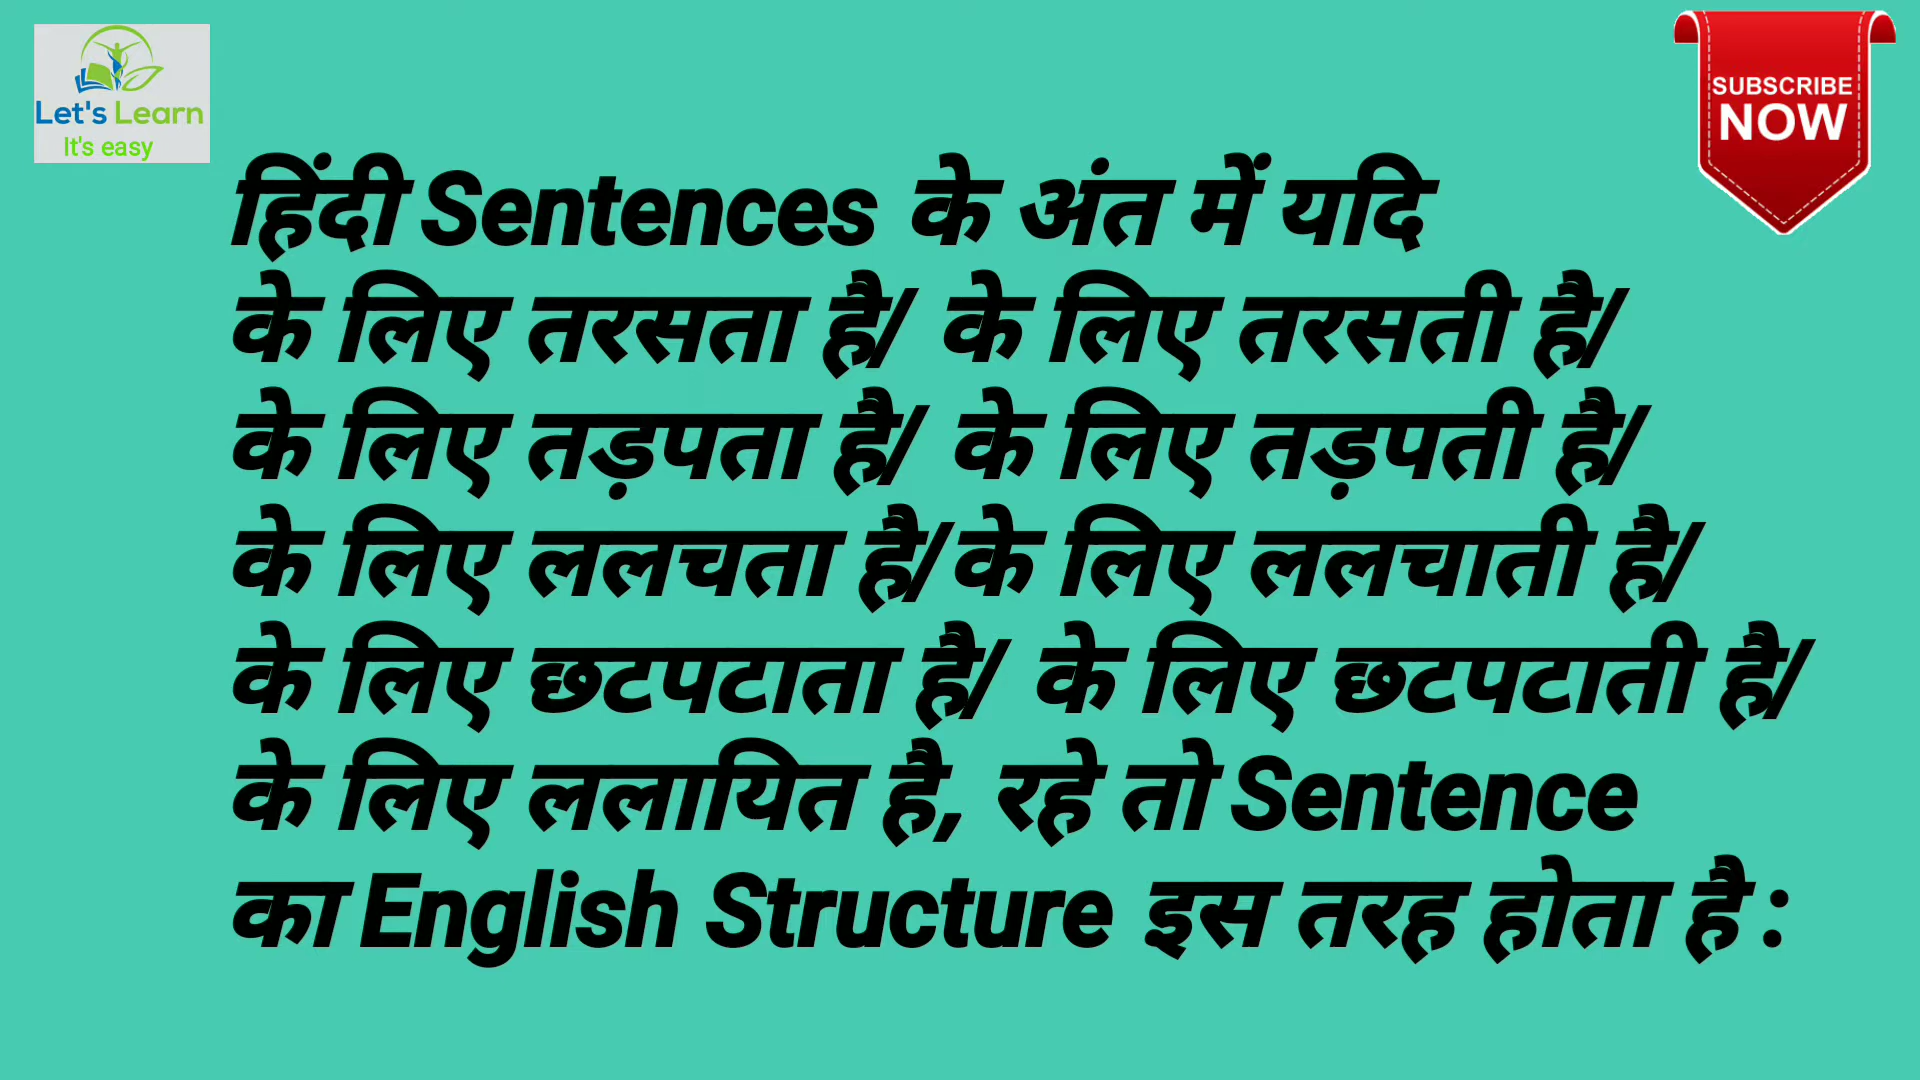 Let's Learn
It's easy
SUBSCRIBE
NOW
हिंदी Sentences के अंत में यदि
के लिए तरसता है/ के लिए तरसती है/
के लिए तड़पता है/ के लिए तड़पती है/
के लिए ललचता है/के लिए ललचाती है/
के लिए छटपटाता है/ के लिए छटपटाती है/
के लिए ललायित है, रहे तो Sentence
का English Structure इस तरह होता है :